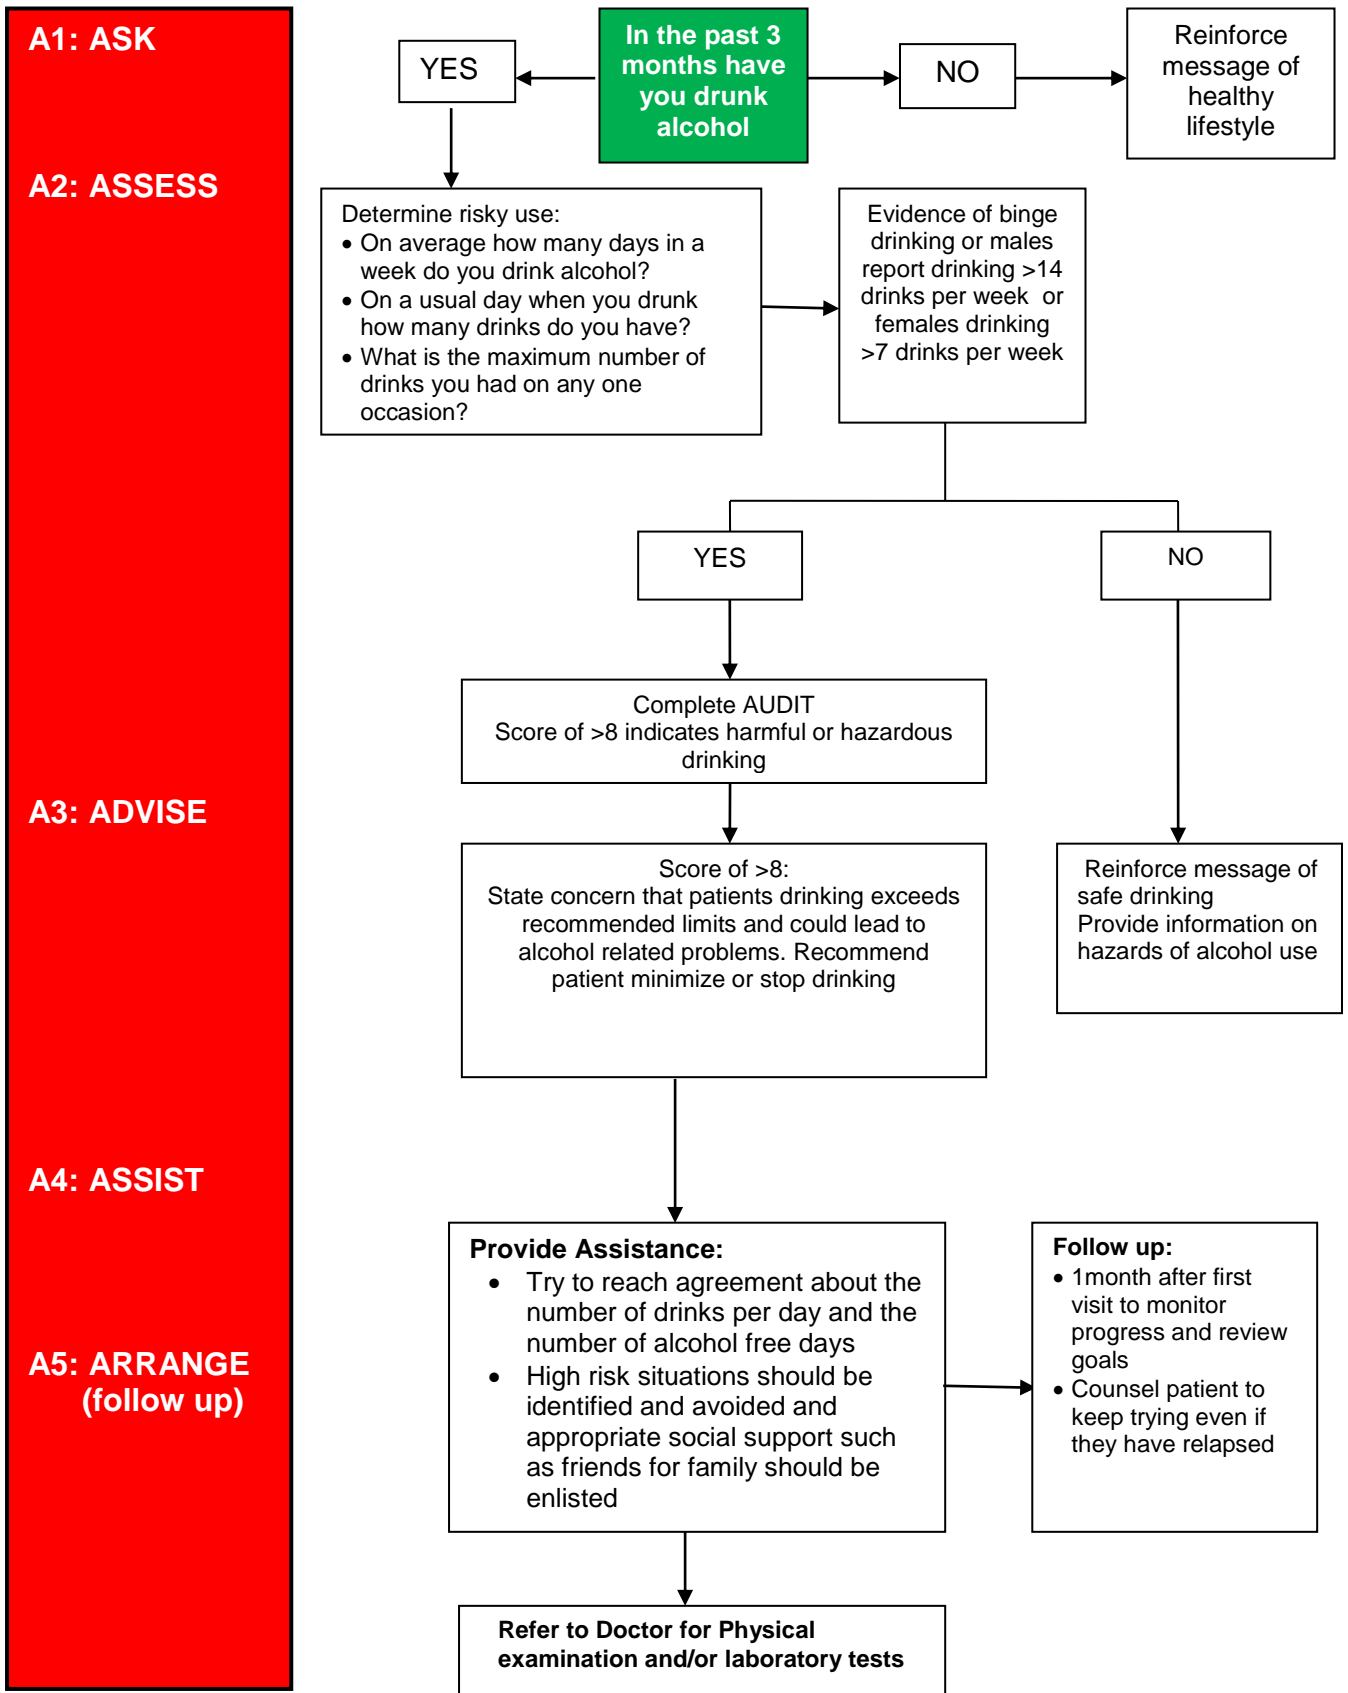 A1: ASK
YES
In the past 3
months have
you drunk
alcohol
NO
Reinforce
message of
healthy
lifestyle
A2: ASSESS
Determine risky use:
• On average how many days in a
week do you drink alcohol?
• On a usual day when you drunk
how many drinks do you have?
• What is the maximum number of
drinks you had on any one
occasion?
Evidence of binge
drinking or males
report drinking >14
drinks per week or
females drinking
>7 drinks per week
YES
NO
Complete AUDIT
Score of >8 indicates harmful or hazardous
drinking
A3: ADVISE
Score of >8:
State concern that patients drinking exceeds
recommended limits and could lead to
alcohol related problems. Recommend
patient minimize or stop drinking
Reinforce message of
safe drinking
Provide information on
hazards of alcohol use
A4: ASSIST
Provide Assistance:
• Try to reach agreement about the
number of drinks per day and the
number of alcohol free days
• High risk situations should be
identified and avoided and
appropriate social support such
as friends for family should be
enlisted
Follow up:
• 1month after first
visit to monitor
progress and review
goals
• Counsel patient to
keep trying even if
they have relapsed
A5: ARRANGE
(follow up)
Refer to Doctor for Physical
examination and/or laboratory tests